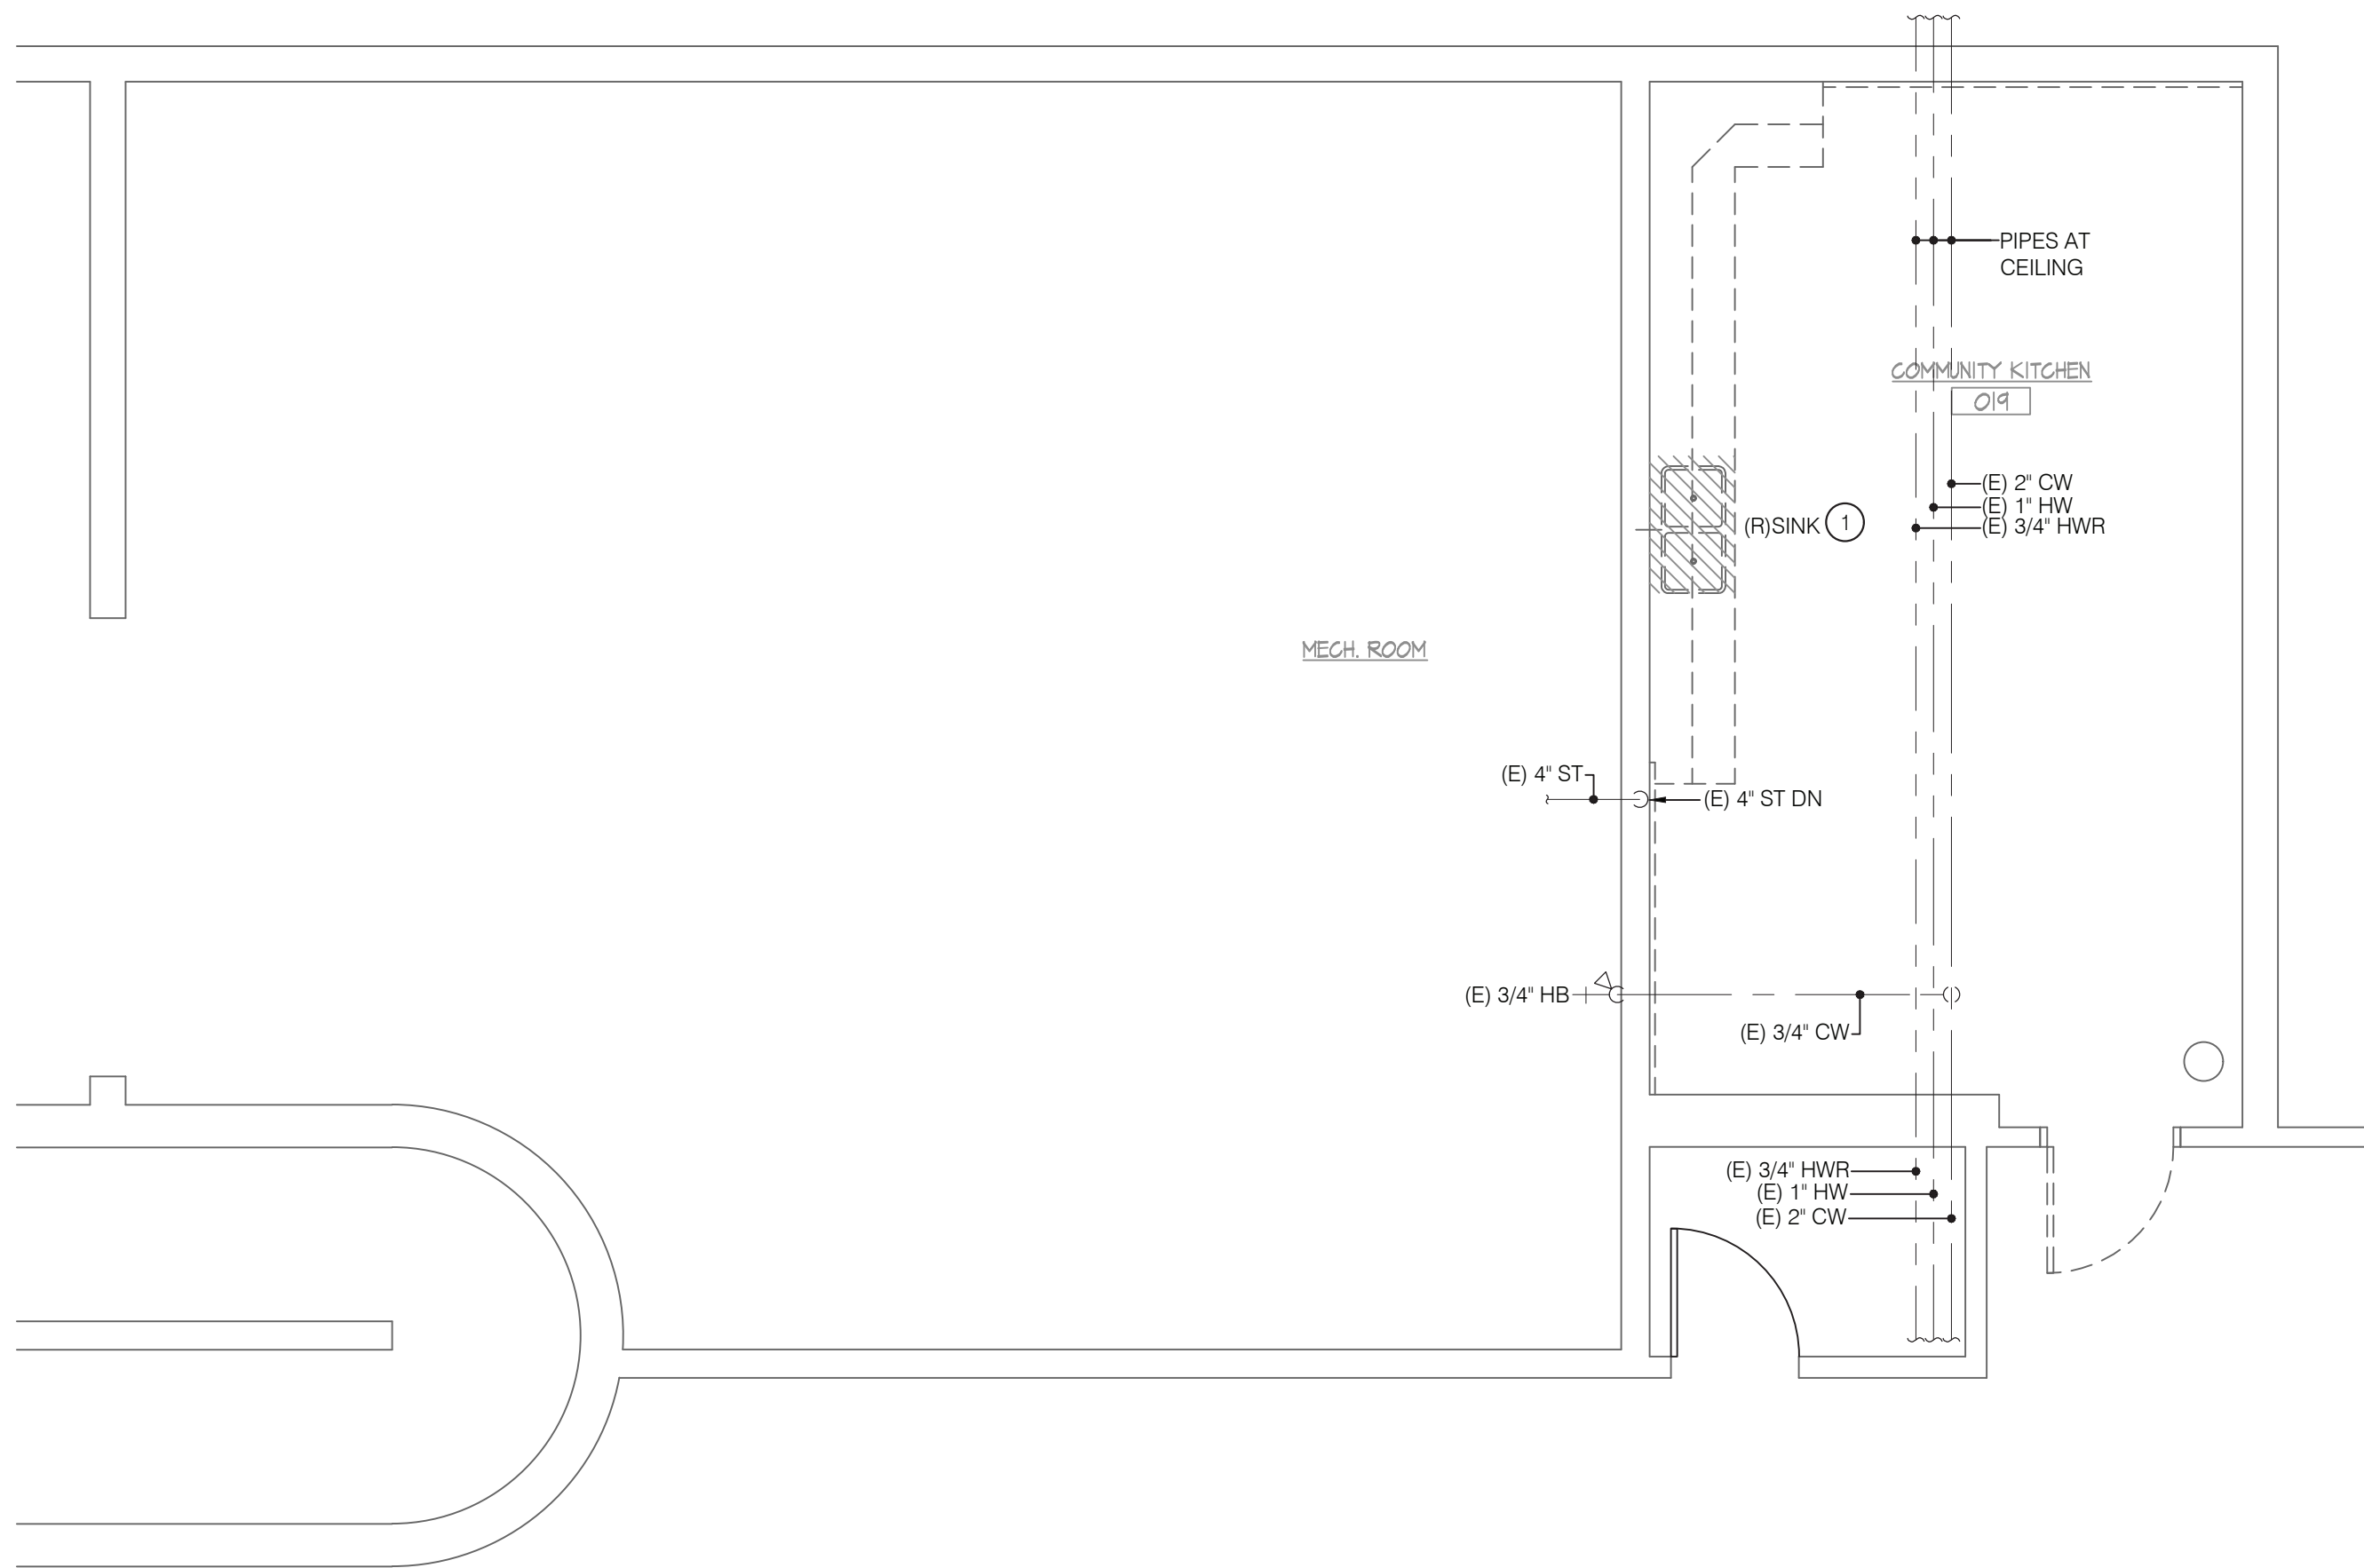 PIPES AT
CEILING
COMMUNITY KITCHEN
019
(E) 2" CW
(E) 1" HW
(R)SINK 1
(E) 3/4" HWR
MECH. ROOM
(E) 4" ST
(E) 4" ST DN
(E) 3/4" HB
(E) 3/4" CW
(E) 3/4" HWR
(E) 1" HW
(E) 2" CW